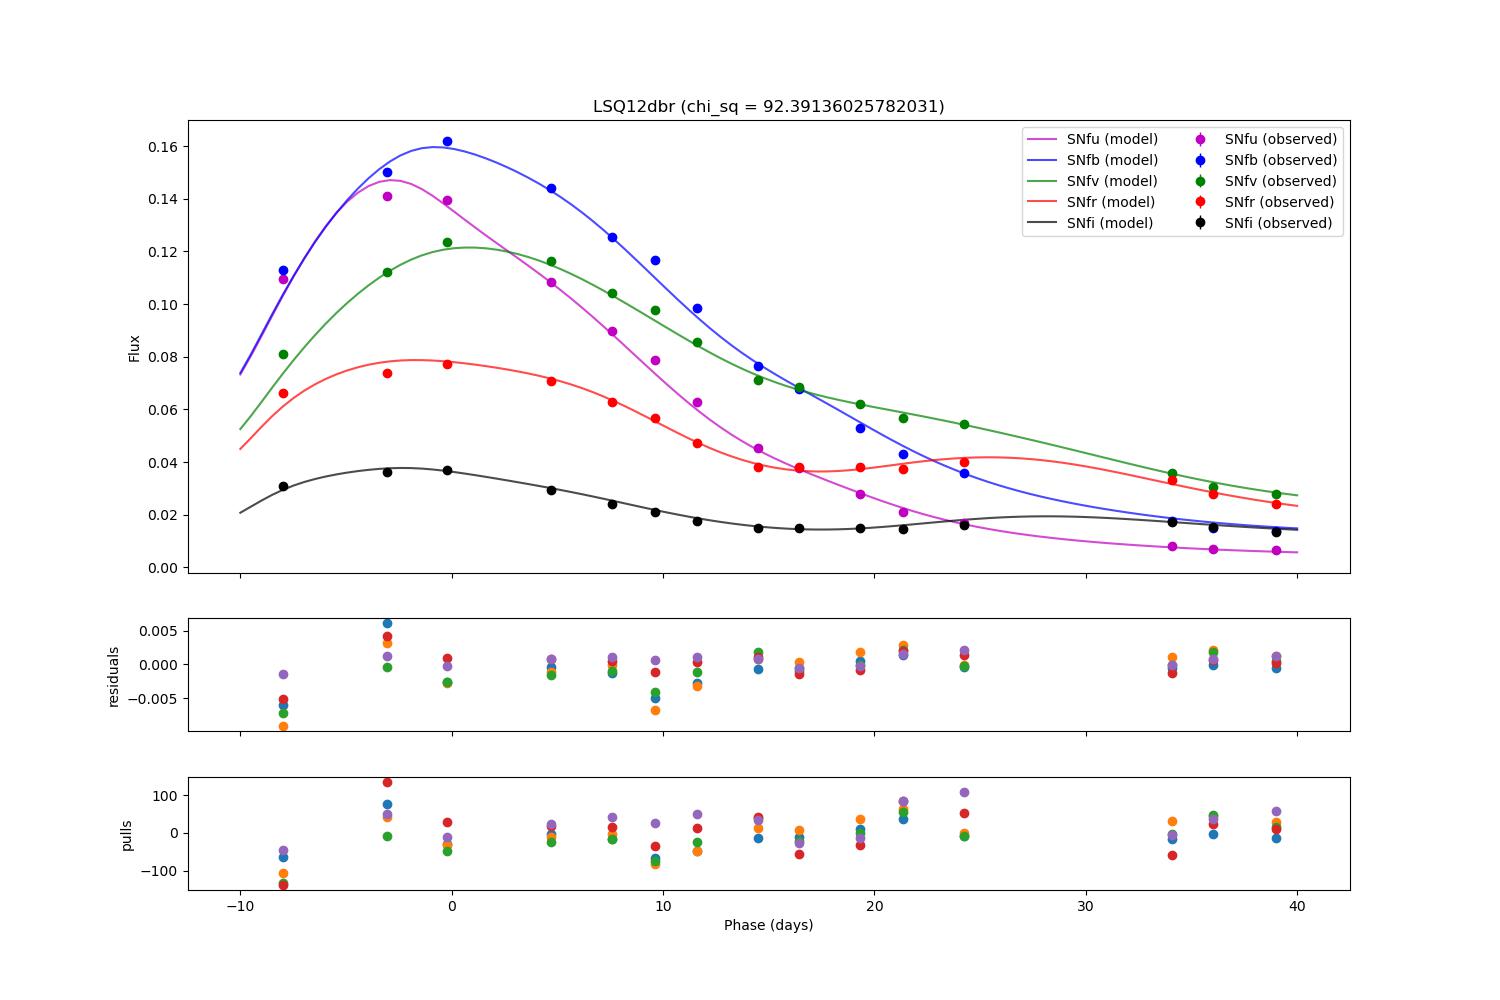 LSQ12dbr (chi_sq = 92.39136025782031)
SNfu (model) SNfu (observed)
SNfb (model) SNfb (observed)
SNfv (model) SNfv (observed)
SNfr (model) SNfr (observed)
SNfi (model) SNfi (observed)
Flux
0.16
0.14
0.12
0.10
0.08
0.06
0.04
0.02
0.00
residuals
0.005
0.000
−0.005
pulls
100
0
−100
−10 0 10 20 30 40
Phase (days)